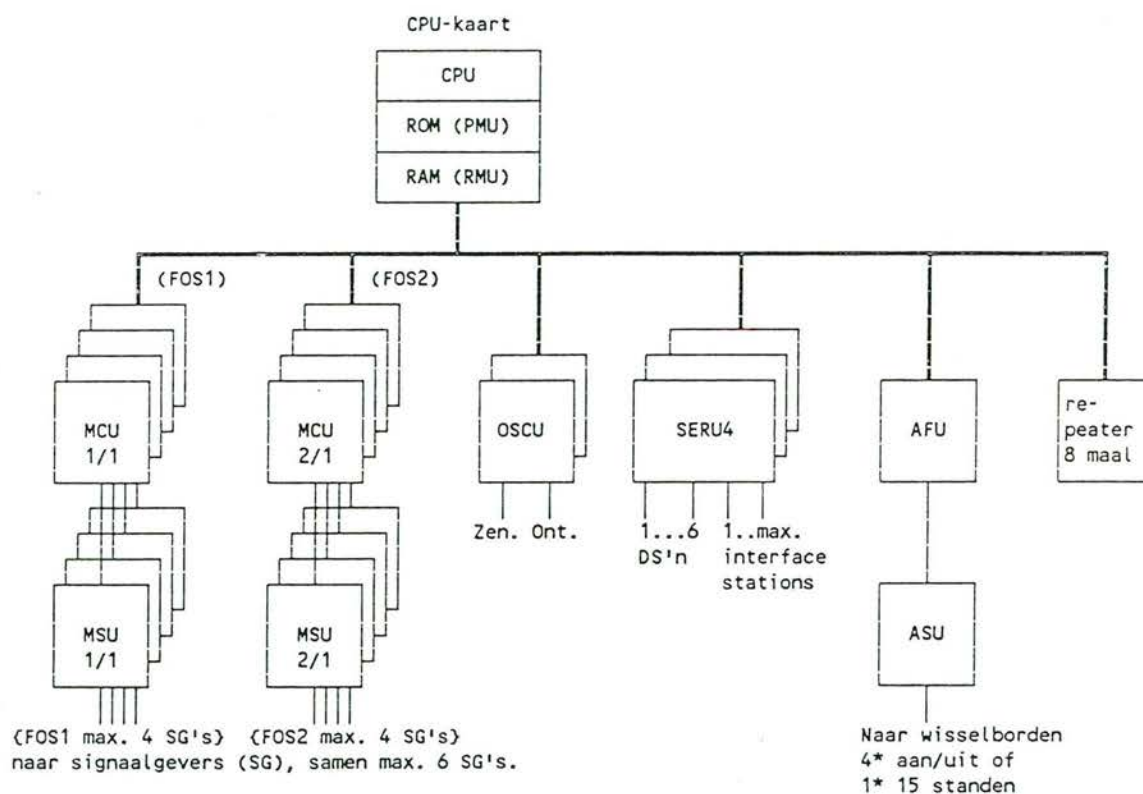 CPU-kaart
CPU
ROM (PMU)
RAM (RMU)
(FOS1)
(FOS2)
MCU
1/1
MCU
2/1
OSCU
SERU4
AFU
re-
peater
8 maal
Zen. Ont.
1...6
DS'n
1..max.
interface
stations
MSU
1/1
MSU
2/1
ASU
{FOS1 max. 4 SG's} {FOS2 max. 4 SG's}
naar signaalgevers (SG), samen max. 6 SG's.
Naar wisselborden
4* aan/uit of
1* 15 standen